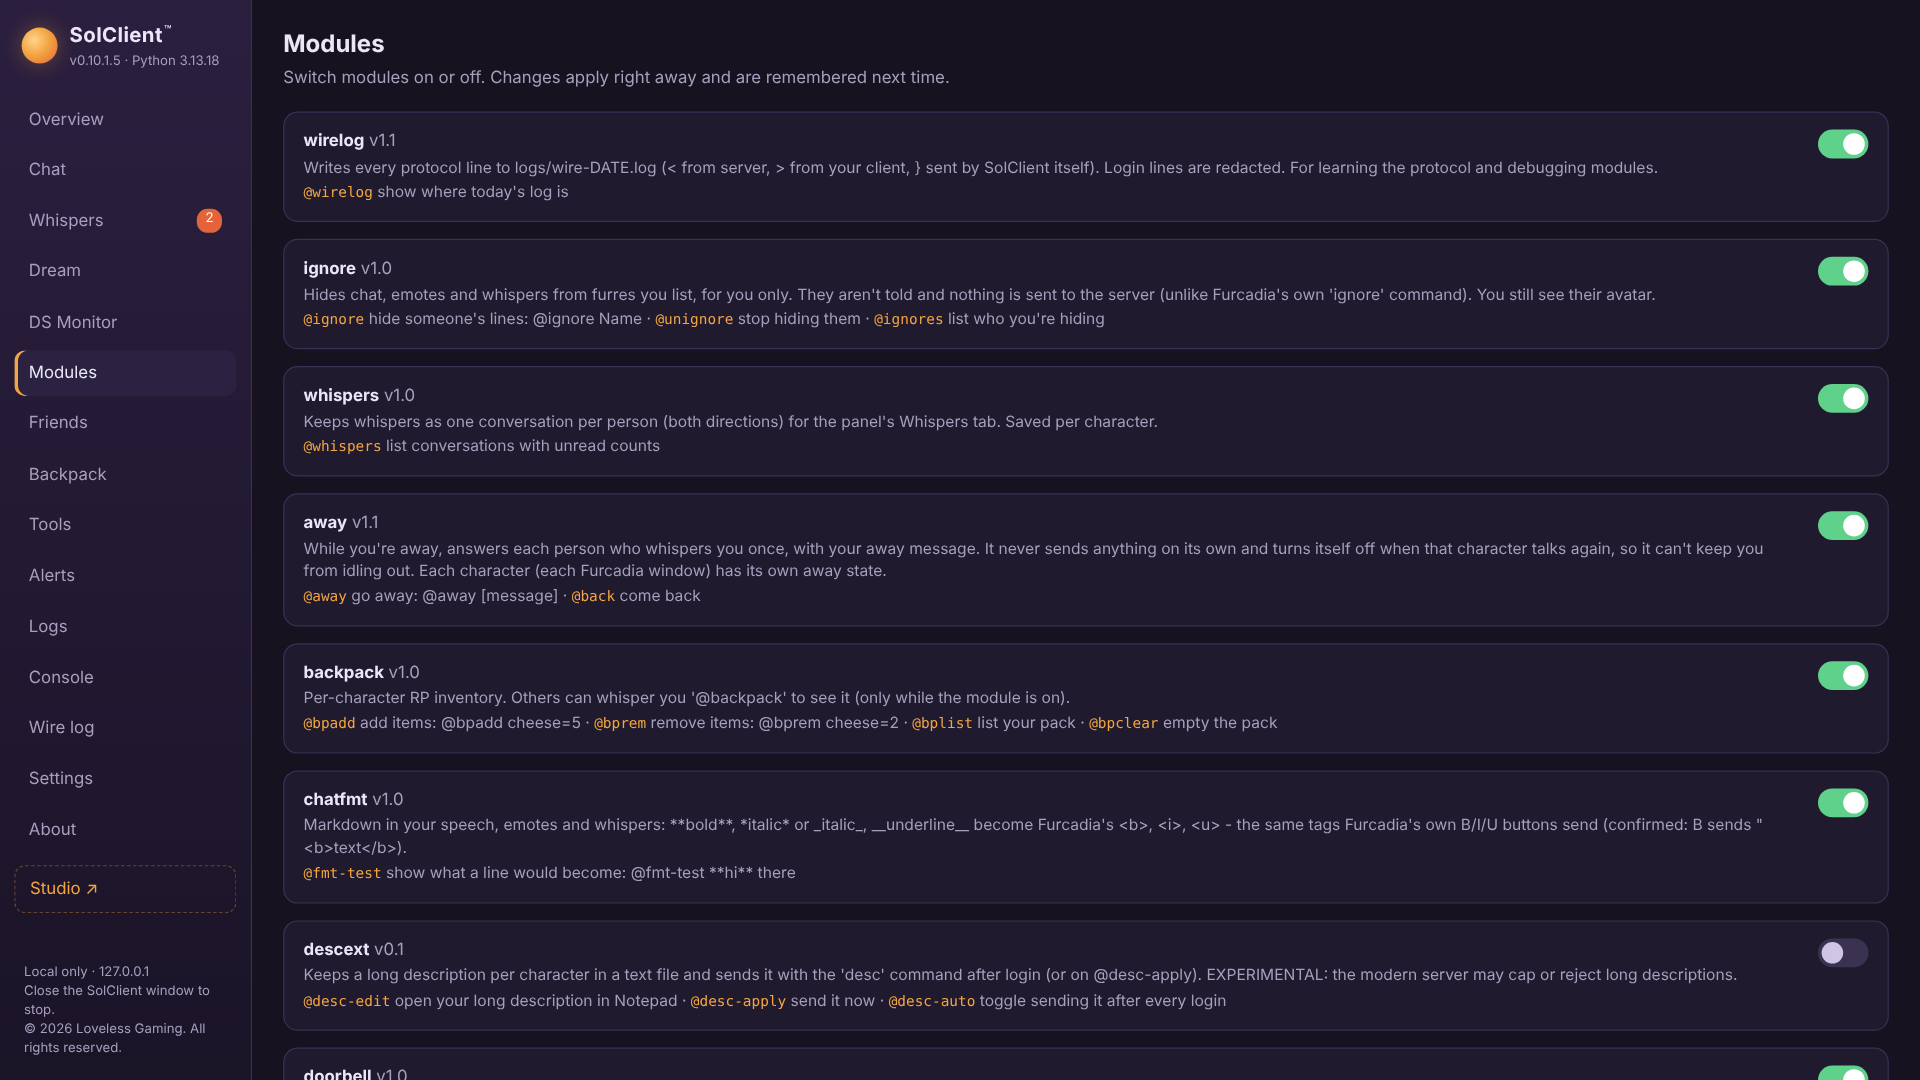 SolClient™
v0.10.1.5 · Python 3.13.18
Overview
Chat
Whispers
2
Dream
DS Monitor
Modules
Friends
Backpack
Tools
Alerts
Logs
Console
Wire log
Settings
About
Studio ↗
Local only · 127.0.0.1
Close the SolClient window to
stop.
© 2026 Loveless Gaming. All
rights reserved.
Modules
Switch modules on or off. Changes apply right away and are remembered next time.
wirelog v1.1
Writes every protocol line to logs/wire-DATE.log (< from server, > from your client, } sent by SolClient itself). Login lines are redacted. For learning the protocol and debugging modules.
@wirelog show where today's log is
ignore v1.0
Hides chat, emotes and whispers from furres you list, for you only. They aren't told and nothing is sent to the server (unlike Furcadia's own 'ignore' command). You still see their avatar.
@ignore hide someone's lines: @ignore Name · @unignore stop hiding them · @ignores list who you're hiding
whispers v1.0
Keeps whispers as one conversation per person (both directions) for the panel's Whispers tab. Saved per character.
@whispers list conversations with unread counts
away v1.1
While you're away, answers each person who whispers you once, with your away message. It never sends anything on its own and turns itself off when that character talks again, so it can't keep you
from idling out. Each character (each Furcadia window) has its own away state.
@away go away: @away [message] · @back come back
backpack v1.0
Per-character RP inventory. Others can whisper you '@backpack' to see it (only while the module is on).
@bpadd add items: @bpadd cheese=5 · @bprem remove items: @bprem cheese=2 · @bplist list your pack · @bpclear empty the pack
chatfmt v1.0
Markdown in your speech, emotes and whispers: **bold**, *italic* or _italic_, __underline__ become Furcadia's <b>, <i>, <u> - the same tags Furcadia's own B/I/U buttons send (confirmed: B sends "
<b>text</b>).
@fmt-test show what a line would become: @fmt-test **hi** there
descext v0.1
Keeps a long description per character in a text file and sends it with the 'desc' command after login (or on @desc-apply). EXPERIMENTAL: the modern server may cap or reject long descriptions.
@desc-edit open your long description in Notepad · @desc-apply send it now · @desc-auto toggle sending it after every login
doorbell v1.0